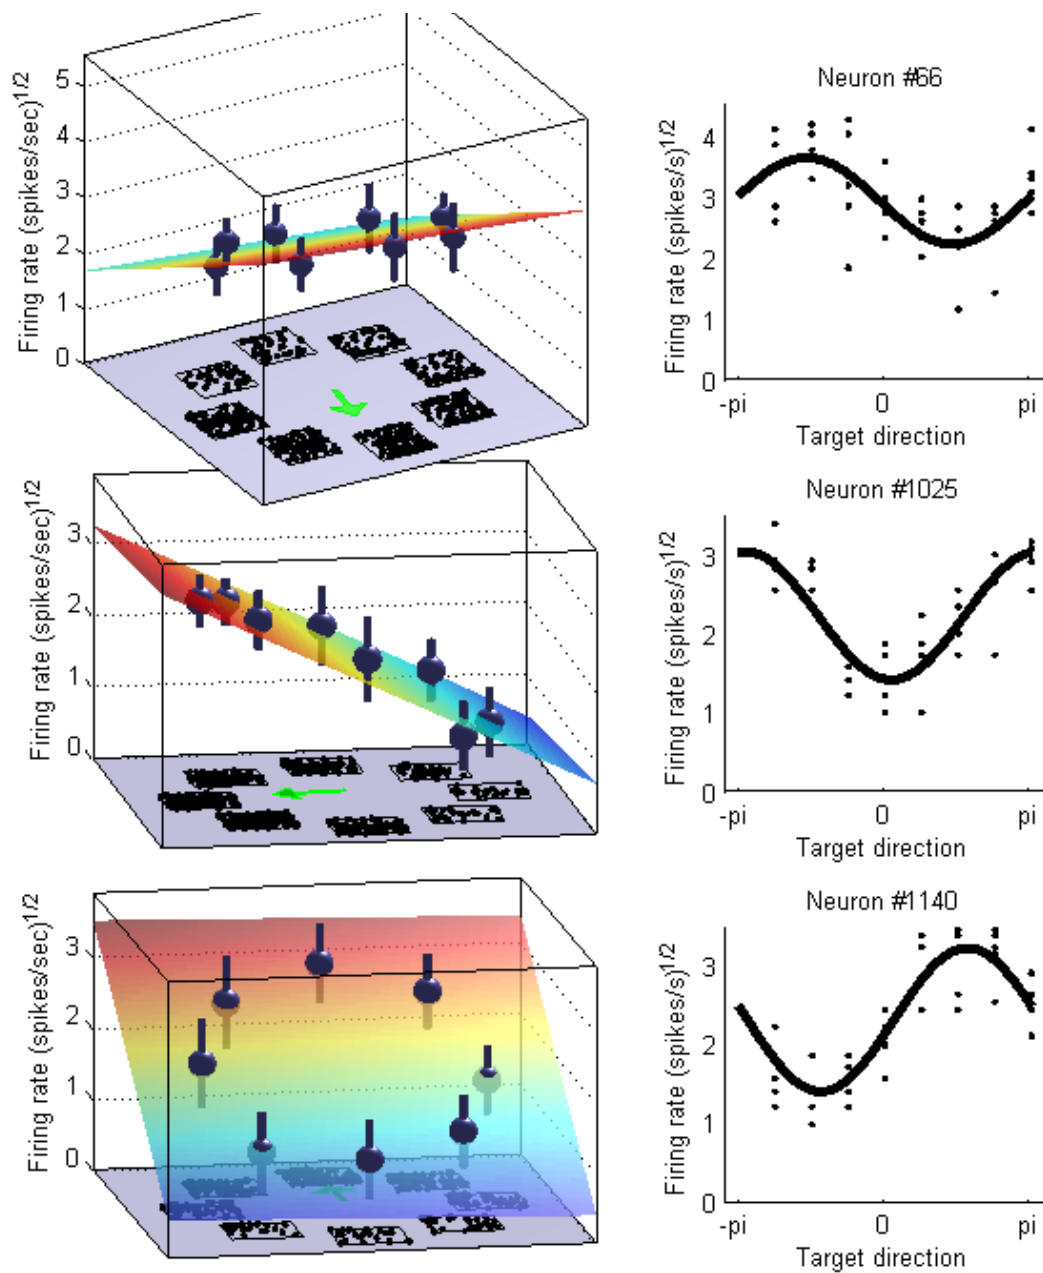 Firing rate (spikes/sec)1/2
5
4
3
2
1
0
Neuron #66
Firing rate (spikes/s)1/2
4
3
2
1
0
-pi 0 pi
Target direction
Firing rate (spikes/sec)1/2
3
2
1
0
Neuron #1025
Firing rate (spikes/s)1/2
3
2
1
0
-pi 0 pi
Target direction
Firing rate (spikes/sec)1/2
3
2
1
0
Neuron #1140
Firing rate (spikes/s)1/2
3
2
1
0
-pi 0 pi
Target direction